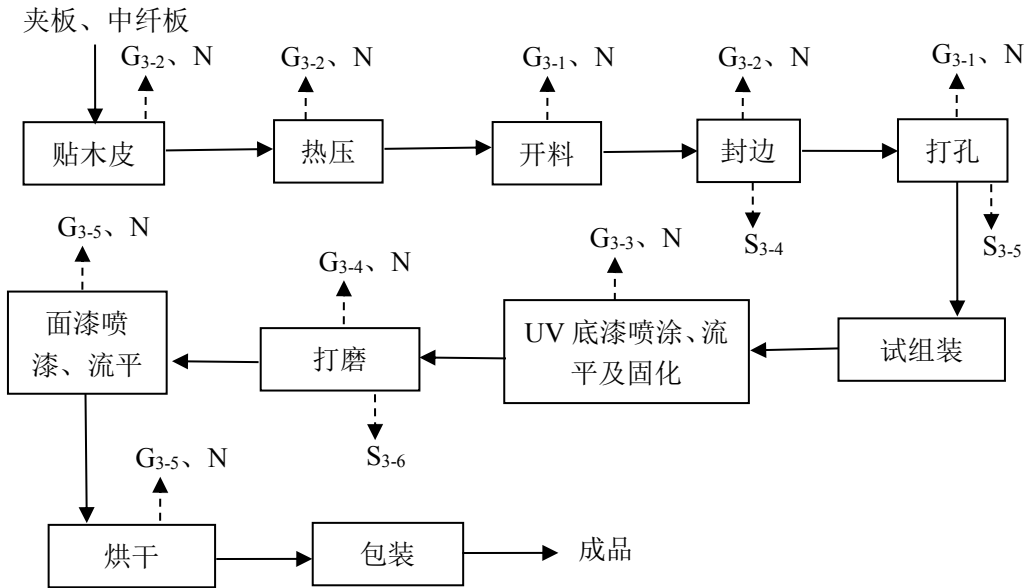 夹板、中纤板
G3-2、N
G3-2、N
G3-1、N
G3-2、N
G3-1、N
贴木皮
热压
开料
封边
打孔
S3-4
S3-5
G3-5、N
G3-4、N
G3-3、N
面漆喷
漆、流平
打磨
UV 底漆喷涂、流
平及固化
试组装
S3-6
G3-5、N
烘干
包装
成品